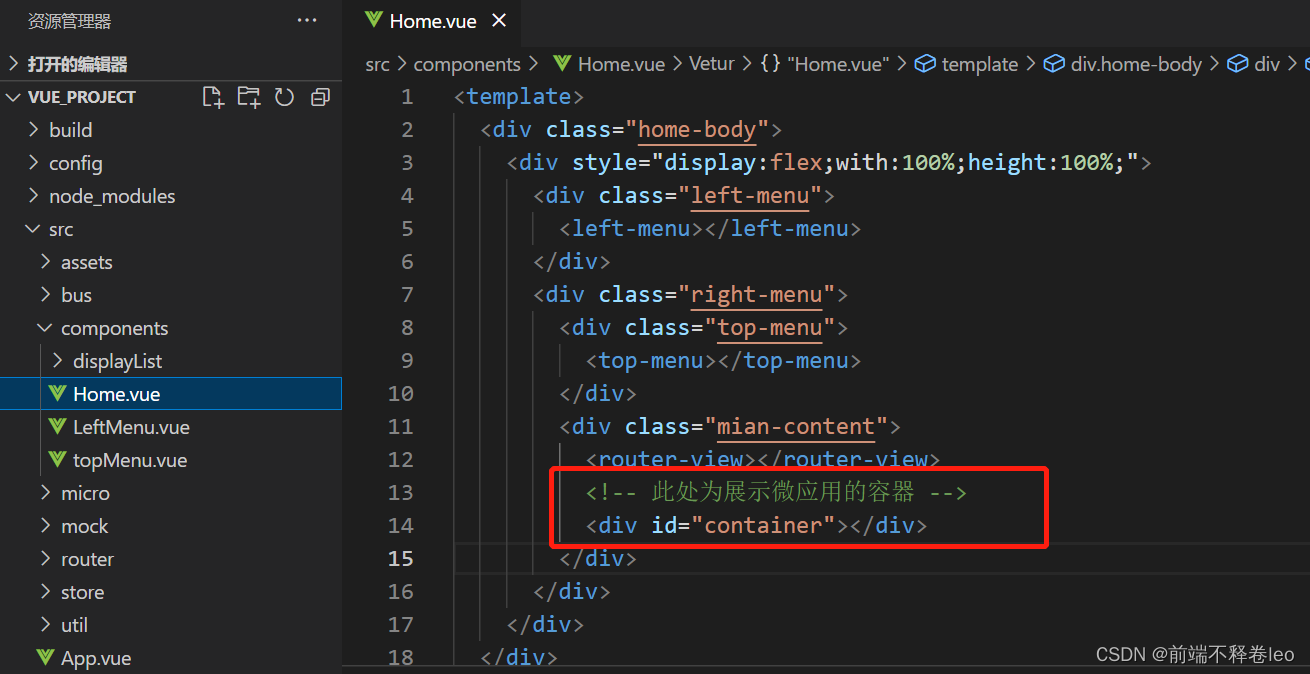 资源管理器 ···
打开的编辑器
VUE_PROJECT
build
config
node_modules
src
assets
bus
components
displayList
Home.vue
LeftMenu.vue
topMenu.vue
micro
mock
router
store
util
App.vue
Home.vue ×
src > components > Home.vue > Vetur > {} "Home.vue" > template > div.home-body > div >
1 <template>
2 <div class="home-body">
3 <div style="display:flex;with:100%;height:100%;">
4 <div class="left-menu">
5 <left-menu></left-menu>
6 </div>
7 <div class="right-menu">
8 <div class="top-menu">
9 <top-menu></top-menu>
10 </div>
11 <div class="mian-content">
12 <router-view></router-view>
13 <!-- 此处为展示微应用的容器 -->
14 <div id="container"></div>
15 </div>
16 </div>
17 </div>
18 </div>
CSDN @前端不释卷leo